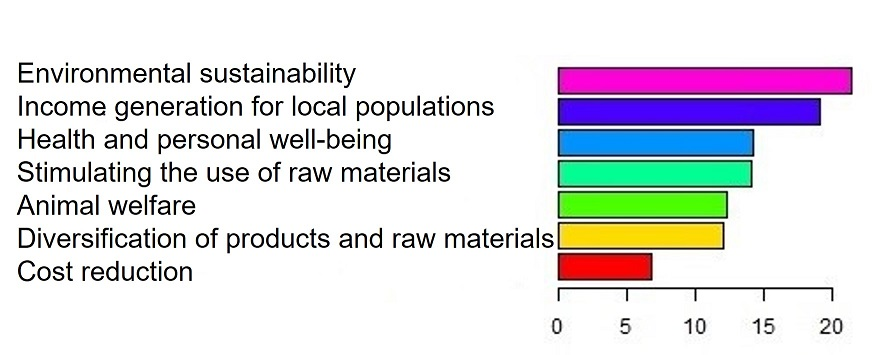 Environmental sustainability
Income generation for local populations
Health and personal well-being
Stimulating the use of raw materials
Animal welfare
Diversification of products and raw materials
Cost reduction
0 5 10 15 20